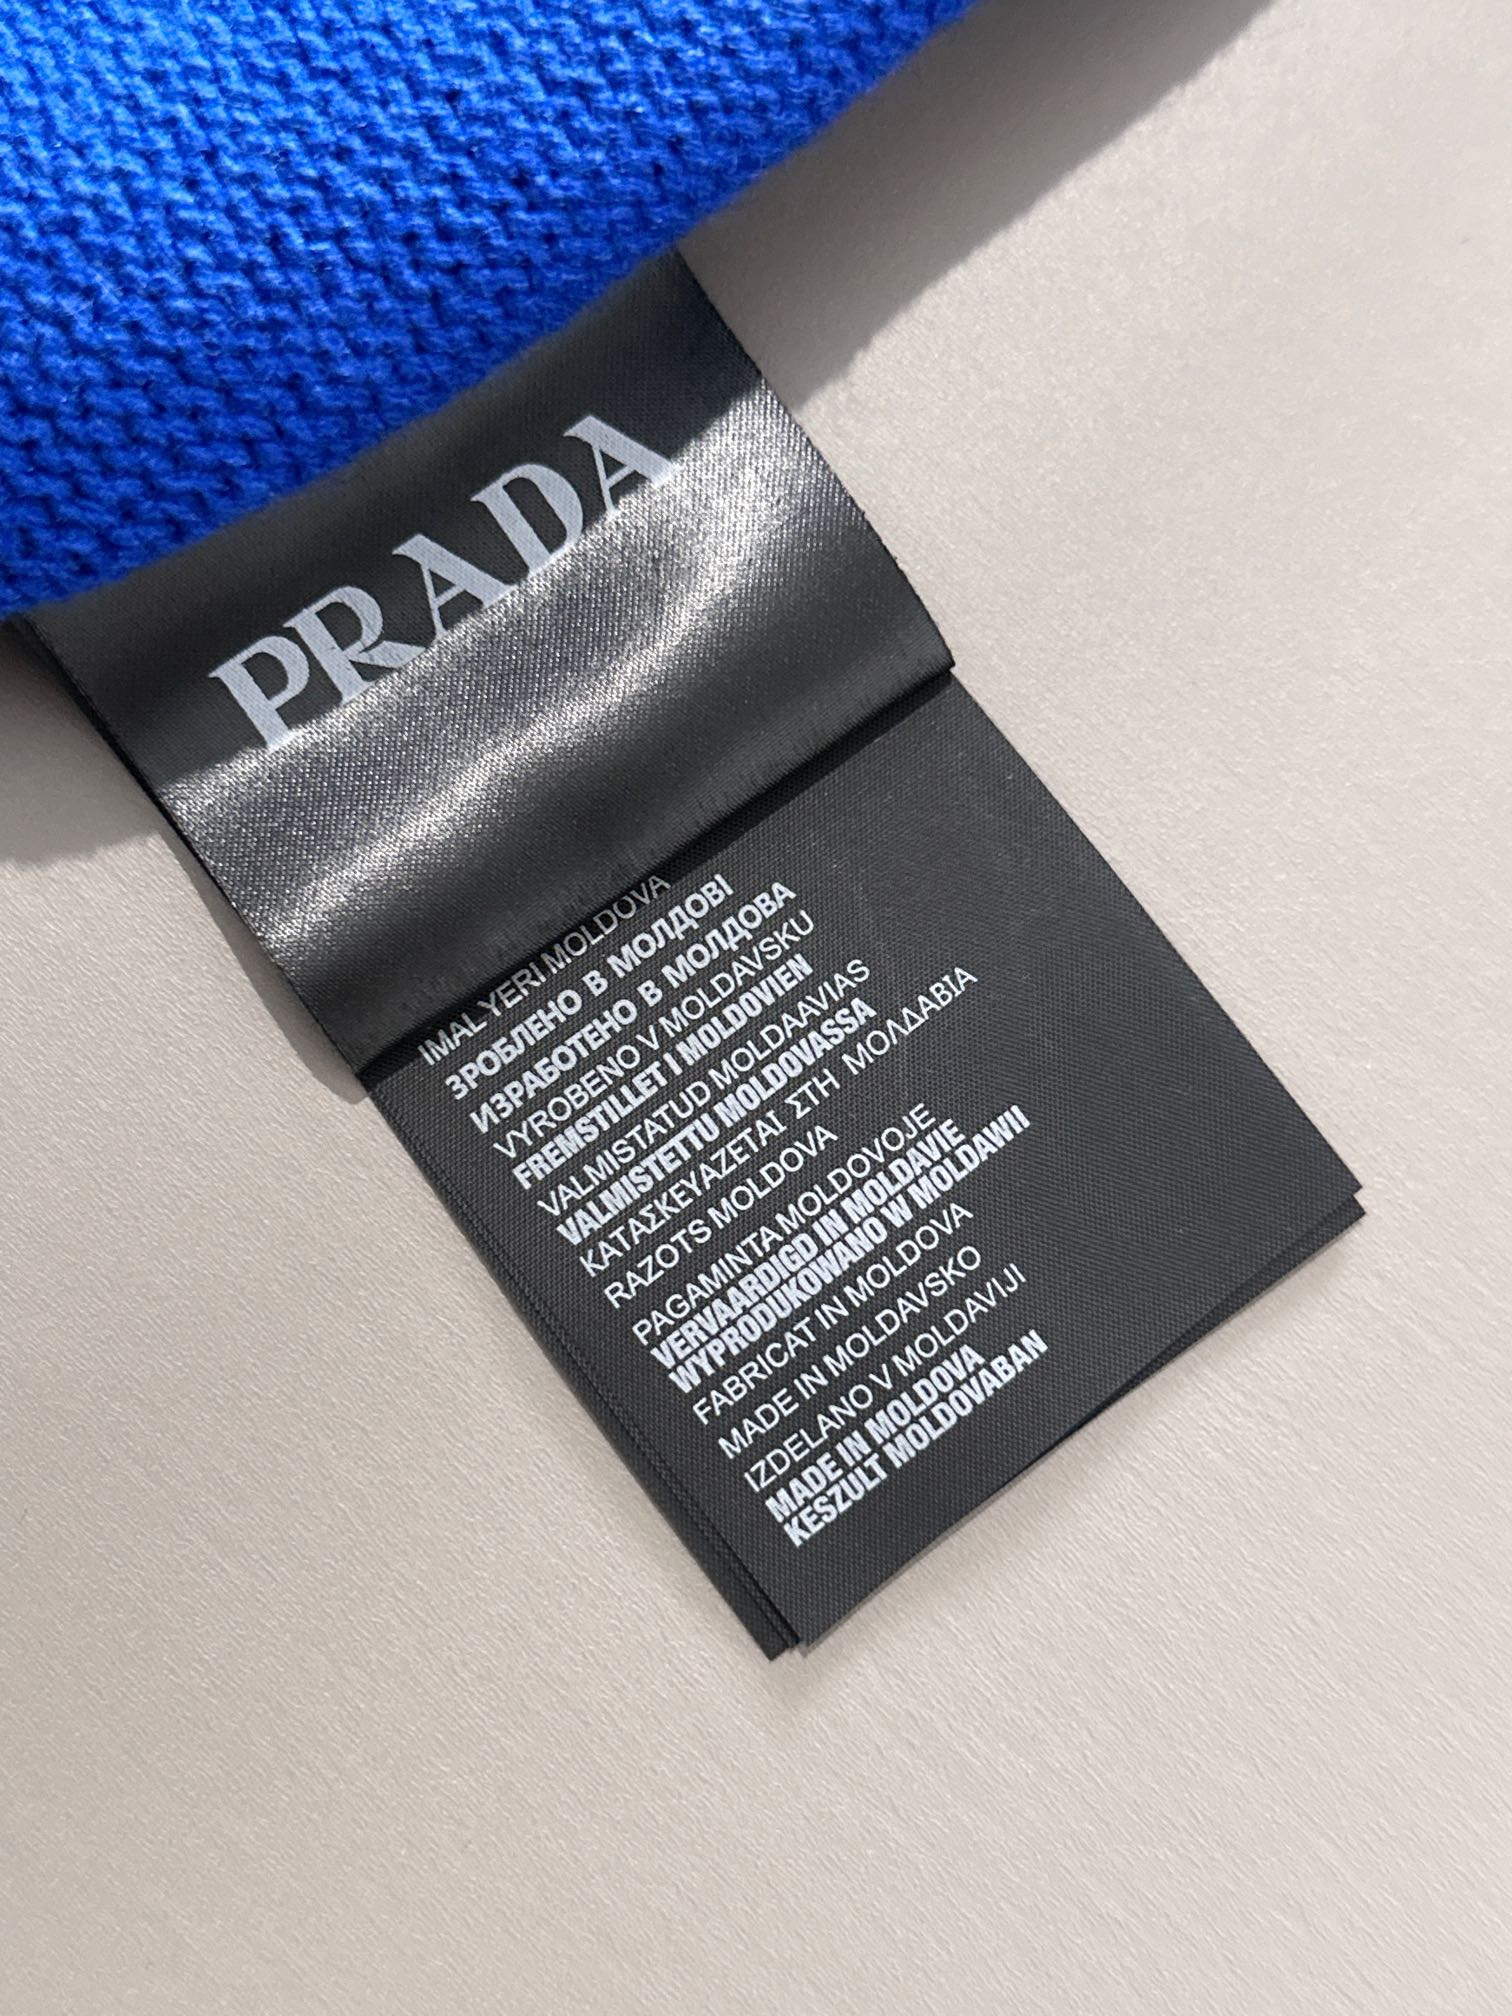 PRADA
IMAL YERI MOLDOVA
ЗРОБЛЕНО В МОЛДОВІ
ИЗРАБОТЕНО В МОЛДОВА
VYROBENO V MOLDAVSKU
FREMSTILLET I MOLDOVIEN
VALMISTATUD MOLDAAVIAS
VALMISTETTU MOLDOVASSA
ΚΑΤΑΣΚΕΥΑΖΕΤΑΙ ΣΤΗ ΜΟΛΔΑΒΙΑ
RAZOTS MOLDOVA
PAGAMINTA MOLDOVOJE
VERVAARDIGD IN MOLDAVIE
WYPRODUKOWANO W MOLDAWII
FABRICAT IN MOLDOVA
MADE IN MOLDAVSKO
IZDELANO V MOLDAVIJI
MADE IN MOLDOVA
KESZULT MOLDOVABAN